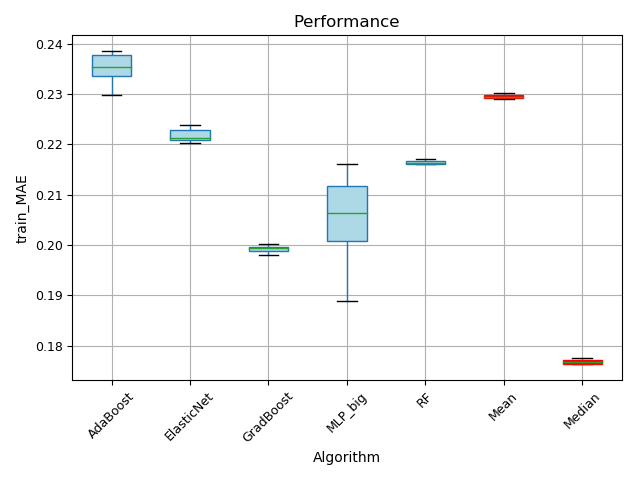 Performance
train_MAE
0.24
0.23
0.22
0.21
0.20
0.19
0.18
AdaBoost
ElasticNet
GradBoost
MLP_big
RF
Mean
Median
Algorithm